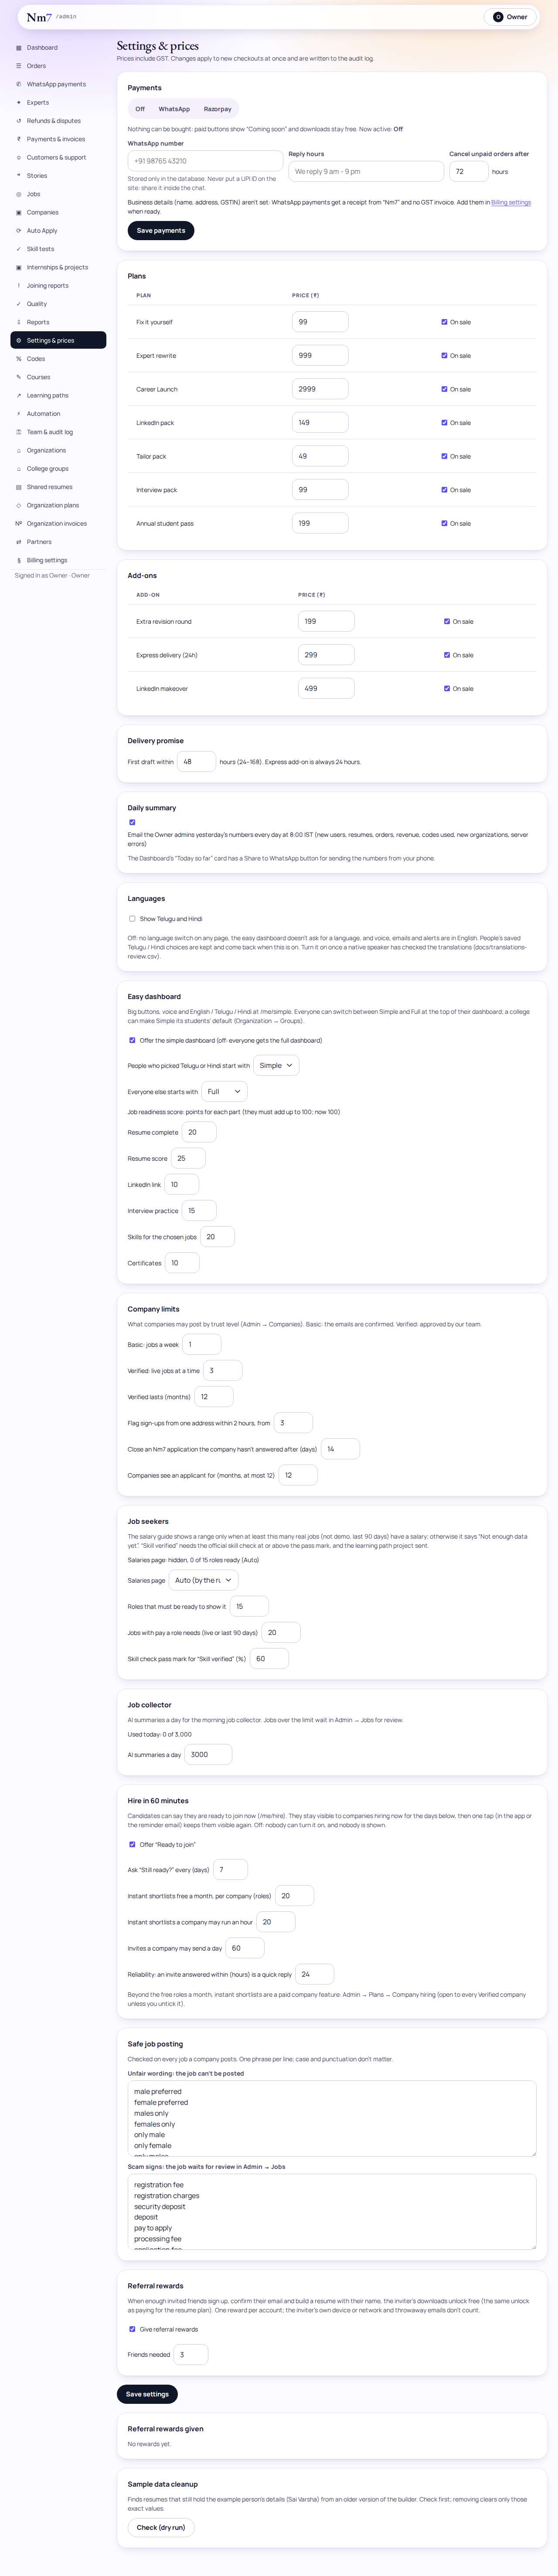 Nm7 /admin
O Owner
Dashboard
Orders
WhatsApp payments
Experts
Refunds & disputes
Payments & invoices
Customers & support
Stories
Jobs
Companies
Auto Apply
Skill tests
Internships & projects
Joining reports
Quality
Reports
Settings & prices
Codes
Courses
Learning paths
Automation
Team & audit log
Organizations
College groups
Shared resumes
Organization plans
Organization invoices
Partners
Billing settings
Signed in as Owner · Owner
Settings & prices
Prices include GST. Changes apply to new checkouts at once and are written to the audit log.
Payments
Off WhatsApp Razorpay
Nothing can be bought: paid buttons show “Coming soon” and downloads stay free. Now active: Off
WhatsApp number
+91 98765 43210
Stored only in the database. Never put a UPI ID on the
site: share it inside the chat.
Reply hours
We reply 9 am - 9 pm
Cancel unpaid orders after
72 hours
Business details (name, address, GSTIN) aren't set: WhatsApp payments get a receipt from “Nm7” and no GST invoice. Add them in Billing settings
when ready.
Save payments
Plans
PLAN PRICE (₹)
Fix it yourself 99 On sale
Expert rewrite 999 On sale
Career Launch 2999 On sale
LinkedIn pack 149 On sale
Tailor pack 49 On sale
Interview pack 99 On sale
Annual student pass 199 On sale
Add-ons
ADD-ON PRICE (₹)
Extra revision round 199 On sale
Express delivery (24h) 299 On sale
LinkedIn makeover 499 On sale
Delivery promise
First draft within 48 hours (24–168). Express add-on is always 24 hours.
Daily summary
Email the Owner admins yesterday's numbers every day at 8:00 IST (new users, resumes, orders, revenue, codes used, new organizations, server
errors)
The Dashboard's “Today so far” card has a Share to WhatsApp button for sending the numbers from your phone.
Languages
Show Telugu and Hindi
Off: no language switch on any page, the easy dashboard doesn't ask for a language, and voice, emails and alerts are in English. People's saved
Telugu / Hindi choices are kept and come back when this is on. Turn it on once a native speaker has checked the translations (docs/translations-
review.csv).
Easy dashboard
Big buttons, voice and English / Telugu / Hindi at /me/simple. Everyone can switch between Simple and Full at the top of their dashboard; a college
can make Simple its students' default (Organization → Groups).
Offer the simple dashboard (off: everyone gets the full dashboard)
People who picked Telugu or Hindi start with Simple
Everyone else starts with Full
Job readiness score: points for each part (they must add up to 100; now 100)
Resume complete 20
Resume score 25
LinkedIn link 10
Interview practice 15
Skills for the chosen jobs 20
Certificates 10
Company limits
What companies may post by trust level (Admin → Companies). Basic: the emails are confirmed. Verified: approved by our team.
Basic: jobs a week 1
Verified: live jobs at a time 3
Verified lasts (months) 12
Flag sign-ups from one address within 2 hours, from 3
Close an Nm7 application the company hasn't answered after (days) 14
Companies see an applicant for (months, at most 12) 12
Job seekers
The salary guide shows a range only when at least this many real jobs (not demo, last 90 days) have a salary; otherwise it says “Not enough data
yet”. “Skill verified” needs the official skill check at or above the pass mark, and the learning path project sent.
Salaries page: hidden, 0 of 15 roles ready (Auto)
Salaries page Auto (by the
Roles that must be ready to show it 15
Jobs with pay a role needs (live or last 90 days) 20
Skill check pass mark for “Skill verified” (%) 60
Job collector
AI summaries a day for the morning job collector. Jobs over the limit wait in Admin → Jobs for review.
Used today: 0 of 3,000
AI summaries a day 3000
Hire in 60 minutes
Candidates can say they are ready to join now (/me/hire). They stay visible to companies hiring now for the days below, then one tap (in the app or
the reminder email) keeps them visible again. Off: nobody can turn it on, and nobody is shown.
Offer “Ready to join”
Ask “Still ready?” every (days) 7
Instant shortlists free a month, per company (roles) 20
Instant shortlists a company may run an hour 20
Invites a company may send a day 60
Reliability: an invite answered within (hours) is a quick reply 24
Beyond the free roles a month, instant shortlists are a paid company feature: Admin → Plans → Company hiring (open to every Verified company
unless you untick it).
Safe job posting
Checked on every job a company posts. One phrase per line; case and punctuation don't matter.
Unfair wording: the job can't be posted
male preferred
female preferred
males only
females only
only male
only female
only males
Scam signs: the job waits for review in Admin → Jobs
registration fee
registration charges
security deposit
deposit
pay to apply
processing fee
application fee
Referral rewards
When enough invited friends sign up, confirm their email and build a resume with their name, the inviter's downloads unlock free (the same unlock
as paying for the resume plan). One reward per account; the inviter's own device or network and throwaway emails don't count.
Give referral rewards
Friends needed 3
Save settings
Referral rewards given
No rewards yet.
Sample data cleanup
Finds resumes that still hold the example person's details (Sai Varsha) from an older version of the builder. Check first; removing clears only those
exact values.
Check (dry run)